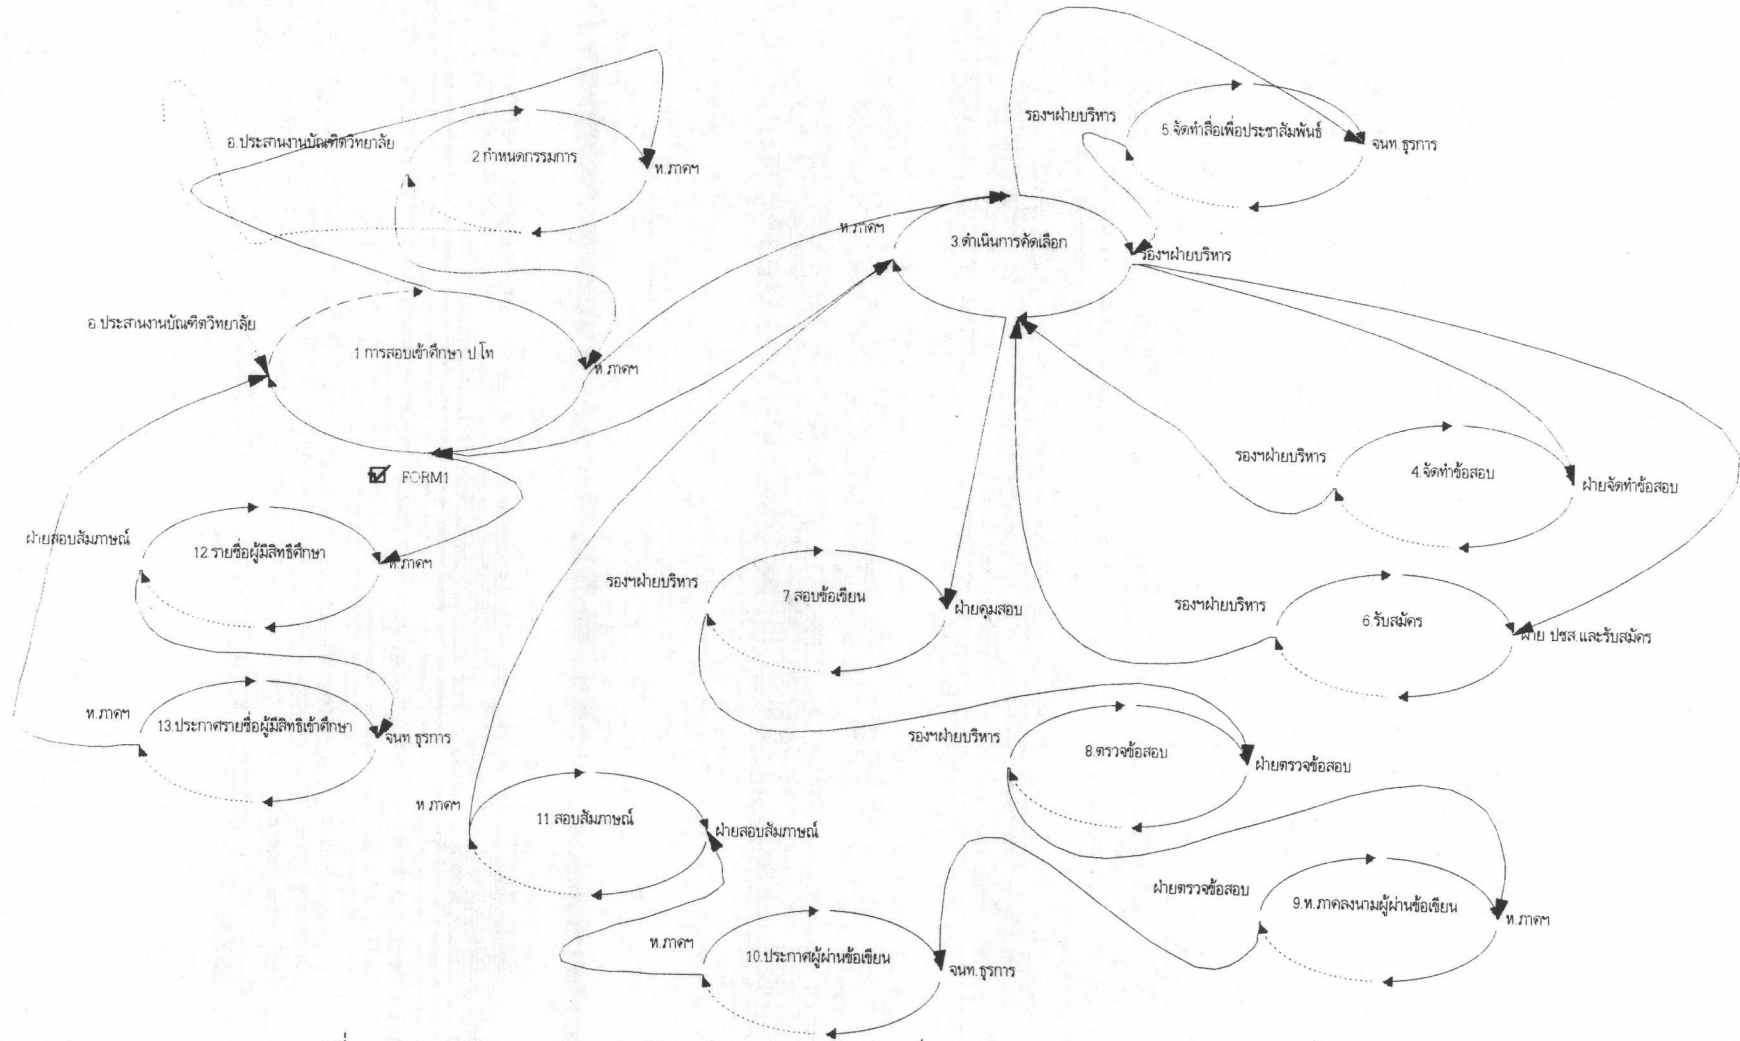 รองฯฝ่ายบริหาร
5.จัดทำสื่อเพื่อประชาสัมพันธ์
จนท.ธุรการ
อ.ประสานงานบัณฑิตวิทยาลัย
2 กำหนดกรรมการ
ห.ภาคฯ
ห.ภาคฯ
3.ดำเนินการคัดเลือก
รองฯฝ่ายบริหาร
อ.ประสานงานบัณฑิตวิทยาลัย
1 การสอบเข้าศึกษา ป.โท
ห.ภาคฯ
FORM1
รองฯฝ่ายบริหาร
4.จัดทำข้อสอบ
ฝ่ายจัดทำข้อสอบ
ฝ่ายสอบสัมภาษณ์
12.รายชื่อผู้มีสิทธิศึกษา
ห.ภาคฯ
รองฯฝ่ายบริหาร
7.สอบข้อเขียน
ฝ่ายคุมสอบ
รองฯฝ่ายบริหาร
6.รับสมัคร
ฝ่าย ปชส.และรับสมัคร
ห.ภาคฯ
13.ประกาศรายชื่อผู้มีสิทธิเข้าศึกษา
จนท.ธุรการ
รองฯฝ่ายบริหาร
8.ตรวจข้อสอบ
ฝ่ายตรวจข้อสอบ
ห.ภาคฯ
11 สอบสัมภาษณ์
ฝ่ายสอบสัมภาษณ์
ฝ่ายตรวจข้อสอบ
9.ห.ภาคลงนามผู้ผ่านข้อเขียน
ห.ภาคฯ
ห.ภาคฯ
10.ประกาศผู้ผ่านข้อเขียน
จนท.ธุรการ